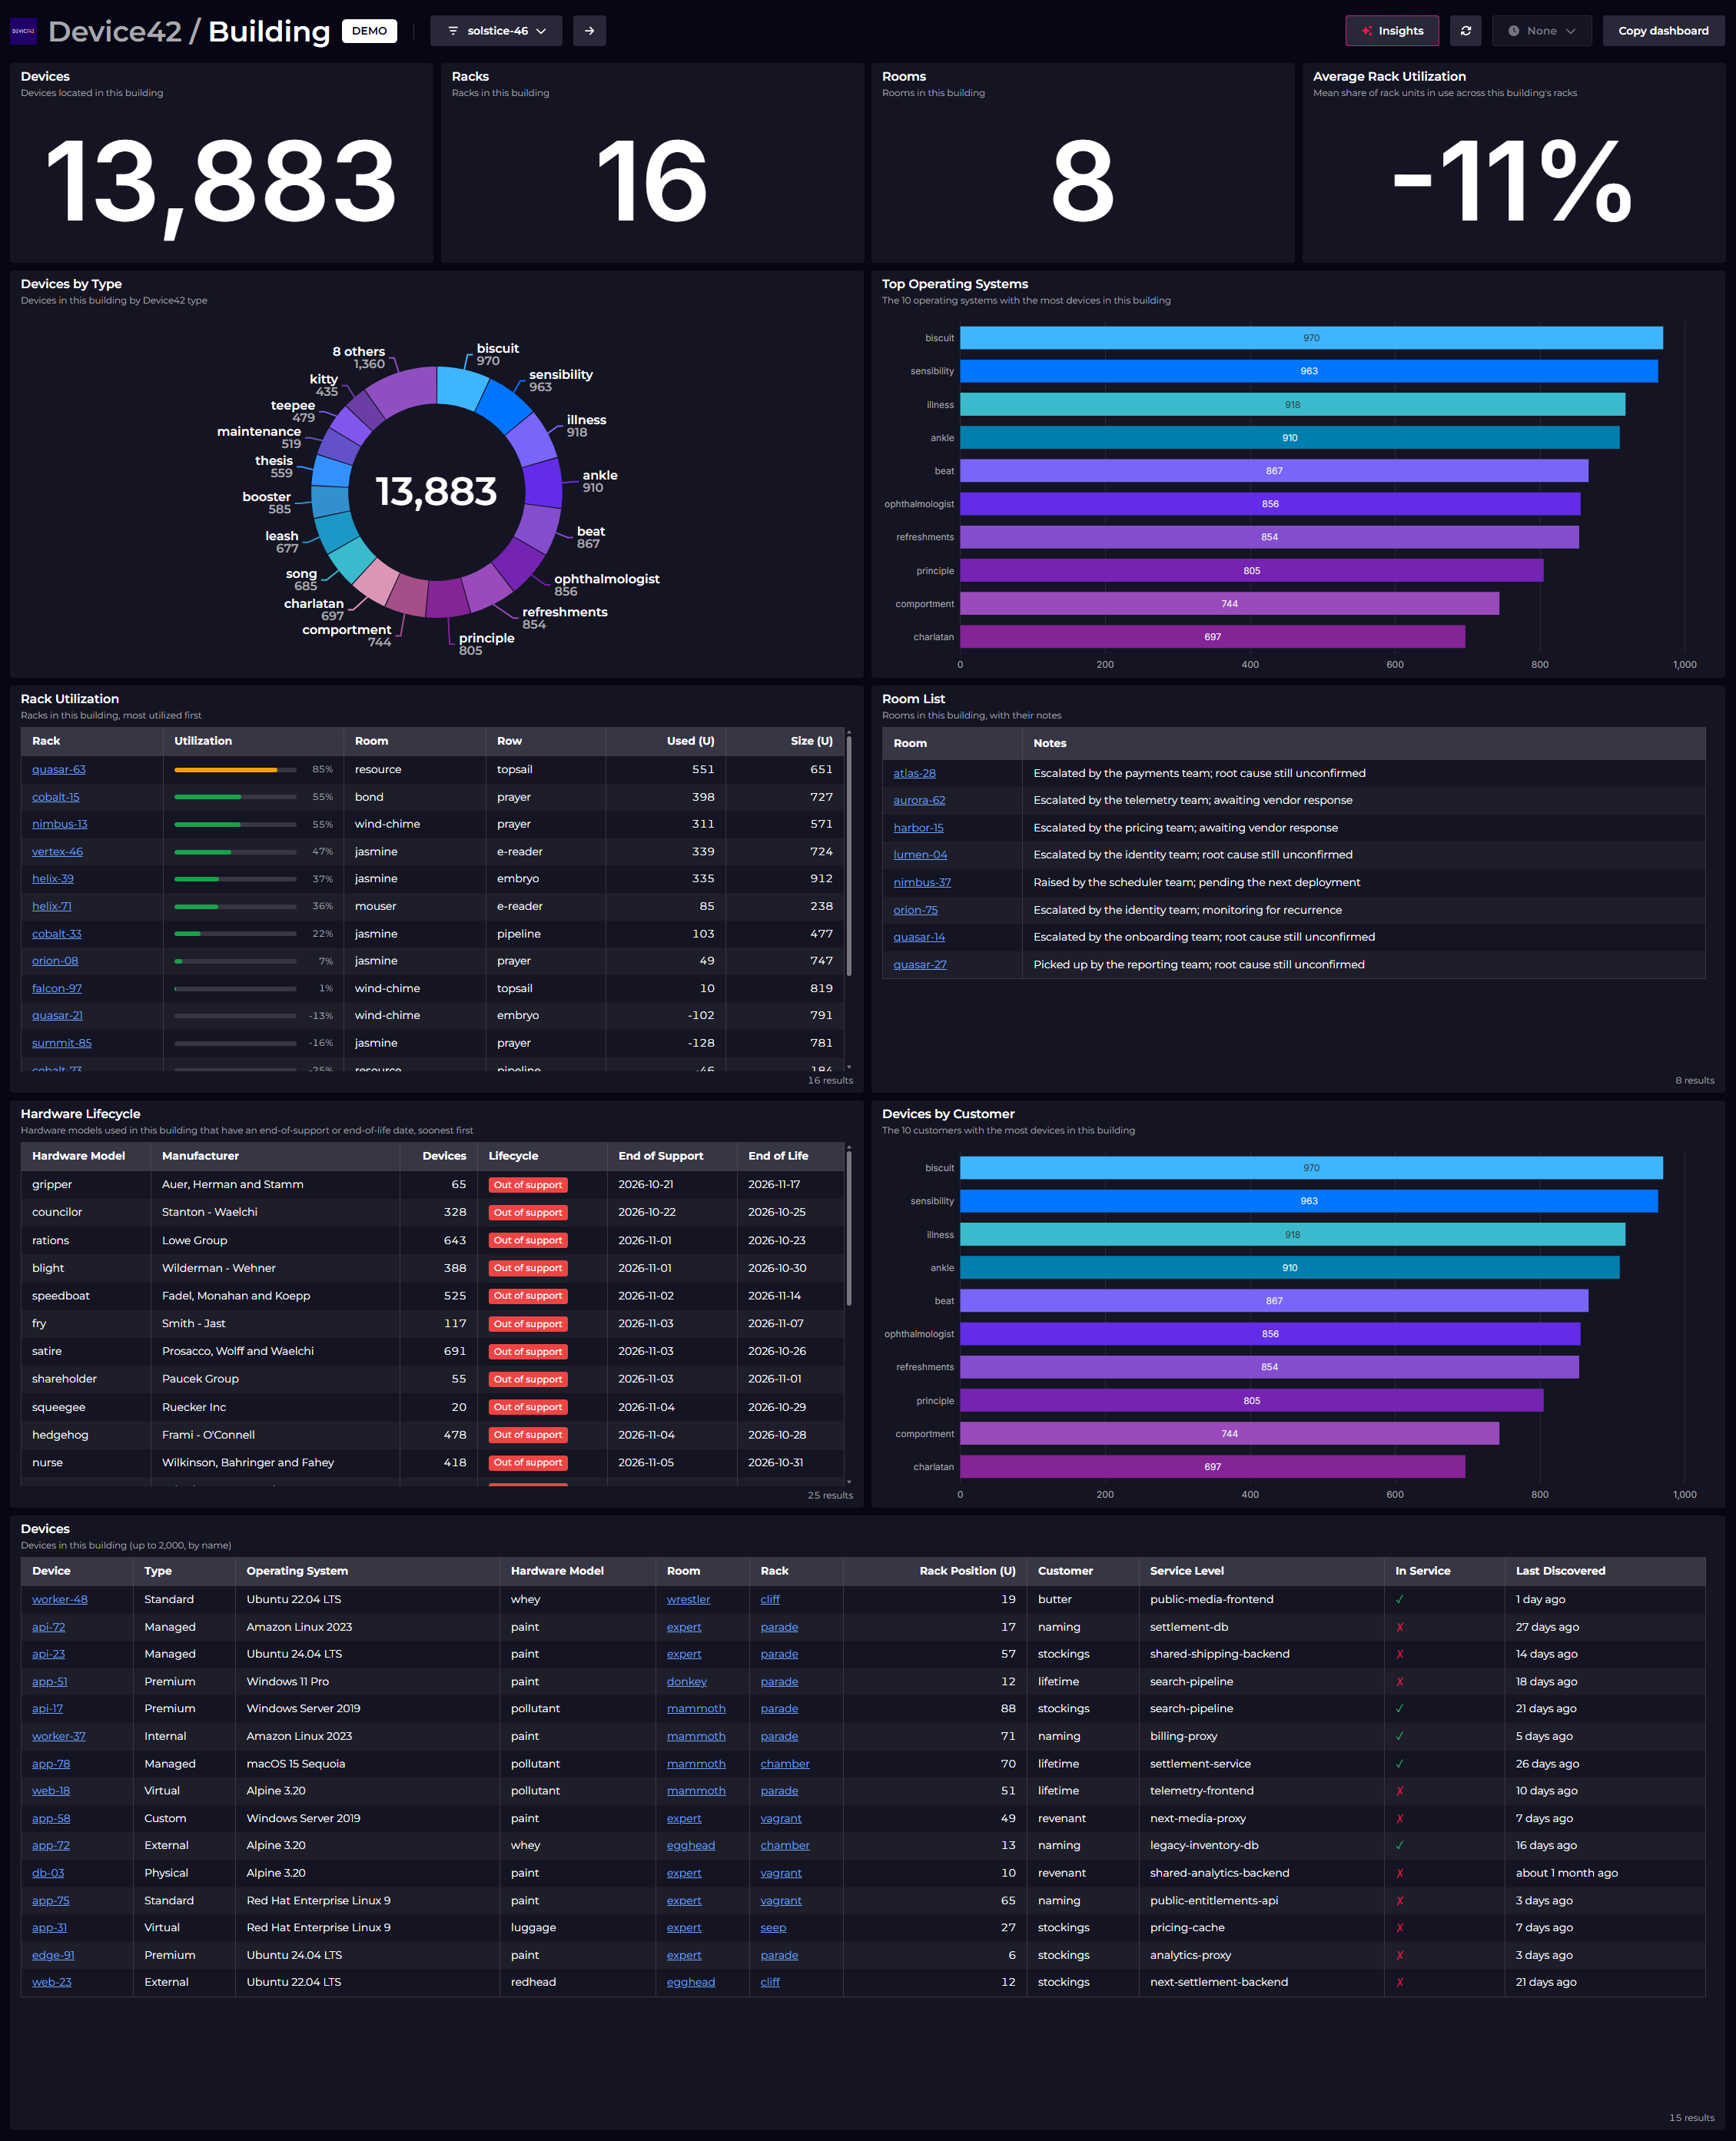 DEVICE42
Device42 / Building
DEMO
solstice-46
Insights
None
Copy dashboard
Devices
Devices located in this building
13,883
Racks
Racks in this building
16
Rooms
Rooms in this building
8
Average Rack Utilization
Mean share of rack units in use across this building's racks
-11%
Devices by Type
Devices in this building by Device42 type
biscuit
970
sensibility
963
illness
918
ankle
910
beat
867
ophthalmologist
856
refreshments
854
principle
805
comportment
744
charlatan
697
song
685
leash
677
booster
585
thesis
559
maintenance
519
teepee
479
kitty
435
8 others
1,360
13,883
Top Operating Systems
The 10 operating systems with the most devices in this building
biscuit 970
sensibility 963
illness 918
ankle 910
beat 867
ophthalmologist 856
refreshments 854
principle 805
comportment 744
charlatan 697
0 200 400 600 800 1,000
Rack Utilization
Racks in this building, most utilized first
Rack Utilization Room Row Used (U) Size (U)
quasar-63 85% resource topsail 551 651
cobalt-15 55% bond prayer 398 727
nimbus-13 55% wind-chime prayer 311 571
vertex-46 47% jasmine e-reader 339 724
helix-39 37% jasmine embryo 335 912
helix-71 36% mouser e-reader 85 238
cobalt-33 22% jasmine pipeline 103 477
orion-08 7% jasmine prayer 49 747
falcon-97 1% wind-chime topsail 10 819
quasar-21 -13% wind-chime embryo -102 791
summit-85 -16% jasmine prayer -128 781
cobalt-73 -25% resource pipeline -46 184
16 results
Room List
Rooms in this building, with their notes
Room Notes
atlas-28 Escalated by the payments team; root cause still unconfirmed
aurora-62 Escalated by the telemetry team; awaiting vendor response
harbor-15 Escalated by the pricing team; awaiting vendor response
lumen-04 Escalated by the identity team; root cause still unconfirmed
nimbus-37 Raised by the scheduler team; pending the next deployment
orion-75 Escalated by the identity team; monitoring for recurrence
quasar-14 Escalated by the onboarding team; root cause still unconfirmed
quasar-27 Picked up by the reporting team; root cause still unconfirmed
8 results
Hardware Lifecycle
Hardware models used in this building that have an end-of-support or end-of-life date, soonest first
Hardware Model Manufacturer Devices Lifecycle End of Support End of Life
gripper Auer, Herman and Stamm 65 Out of support 2026-10-21 2026-11-17
councilor Stanton - Waelchi 328 Out of support 2026-10-22 2026-10-25
rations Lowe Group 643 Out of support 2026-11-01 2026-10-23
blight Wilderman - Wehner 388 Out of support 2026-11-01 2026-10-30
speedboat Fadel, Monahan and Koepp 525 Out of support 2026-11-02 2026-11-14
fry Smith - Jast 117 Out of support 2026-11-03 2026-11-07
satire Prosacco, Wolff and Waelchi 691 Out of support 2026-11-03 2026-10-26
shareholder Paucek Group 55 Out of support 2026-11-03 2026-11-01
squeegee Ruecker Inc 20 Out of support 2026-11-04 2026-10-29
hedgehog Frami - O'Connell 478 Out of support 2026-11-04 2026-10-28
nurse Wilkinson, Bahringer and Fahey 418 Out of support 2026-11-05 2026-10-31
25 results
Devices by Customer
The 10 customers with the most devices in this building
biscuit 970
sensibility 963
illness 918
ankle 910
beat 867
ophthalmologist 856
refreshments 854
principle 805
comportment 744
charlatan 697
0 200 400 600 800 1,000
Devices
Devices in this building (up to 2,000, by name)
Device Type Operating System Hardware Model Room Rack Rack Position (U) Customer Service Level In Service Last Discovered
worker-48 Standard Ubuntu 22.04 LTS whey wrestler cliff 19 butter public-media-frontend ✓ 1 day ago
api-72 Managed Amazon Linux 2023 paint expert parade 17 naming settlement-db ✗ 27 days ago
api-23 Managed Ubuntu 24.04 LTS paint expert parade 57 stockings shared-shipping-backend ✗ 14 days ago
app-51 Premium Windows 11 Pro paint donkey parade 12 lifetime search-pipeline ✗ 18 days ago
api-17 Premium Windows Server 2019 pollutant mammoth parade 88 stockings search-pipeline ✓ 21 days ago
worker-37 Internal Amazon Linux 2023 paint mammoth parade 71 naming billing-proxy ✓ 5 days ago
app-78 Managed macOS 15 Sequoia pollutant mammoth chamber 70 lifetime settlement-service ✓ 26 days ago
web-18 Virtual Alpine 3.20 pollutant mammoth parade 51 lifetime telemetry-frontend ✗ 10 days ago
app-58 Custom Windows Server 2019 paint expert vagrant 49 revenant next-media-proxy ✗ 7 days ago
app-72 External Alpine 3.20 whey egghead chamber 13 naming legacy-inventory-db ✓ 16 days ago
db-03 Physical Alpine 3.20 paint expert vagrant 10 revenant shared-analytics-backend ✗ about 1 month ago
app-75 Standard Red Hat Enterprise Linux 9 paint expert vagrant 65 naming public-entitlements-api ✗ 3 days ago
app-31 Virtual Red Hat Enterprise Linux 9 luggage expert seep 27 stockings pricing-cache ✗ 7 days ago
edge-91 Premium Ubuntu 24.04 LTS paint expert parade 6 stockings analytics-proxy ✗ 3 days ago
web-23 External Ubuntu 22.04 LTS redhead egghead cliff 12 stockings next-settlement-backend ✗ 21 days ago
15 results